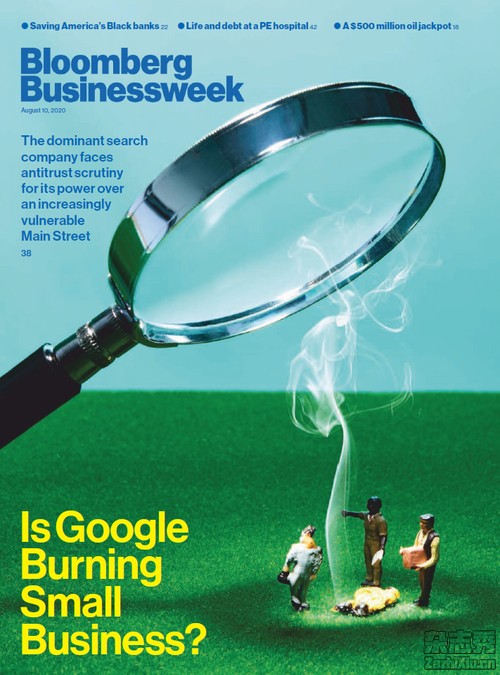 ● Saving America's Black banks 22 ● Life and debt at a PE hospital 42 ● A $500 million oil jackpot 18
Bloomberg
Businessweek
August 10, 2020
The dominant search
company faces
antitrust scrutiny
for its power over
an increasingly
vulnerable
Main Street
38
Is Google
Burning
Small
Business?